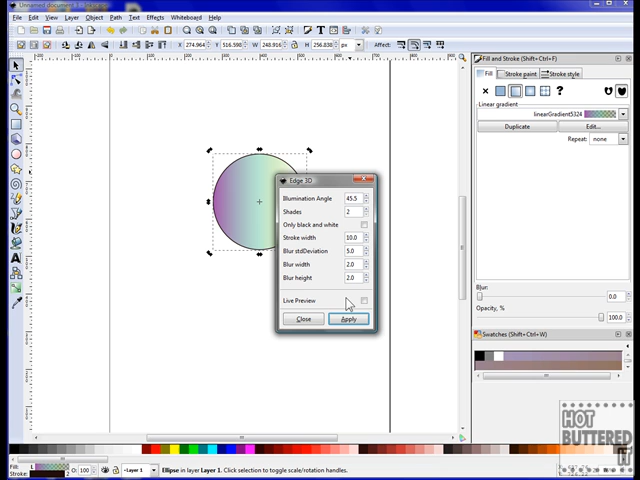 Unnamed document 1
File Edit View Layer Object Path Text Effects Whiteboard Help
X 274.964 Y 516.598 W 248.916 H 256.838 px Affect:
Fill and Stroke (Shift+Ctrl+F)
Fill Stroke paint Stroke style
?
Linear gradient
linearGradient5324
Duplicate Edit...
Repeat: none
Edge 3D
Illumination Angle 45.5
Shades 2
Only black and white
Stroke width 10.0
Blur stdDeviation 5.0
Blur width 2.0
Blur height 2.0
Live Preview
Close Apply
Blur:
0.0
Opacity, %
100.0
Swatches (Shift+Ctrl+W)
HOT
BUTTERED
Fill: L
Stroke: 2
O: 100
Layer 1
Ellipse in layer Layer 1. Click selection to toggle scale/rotation handles.